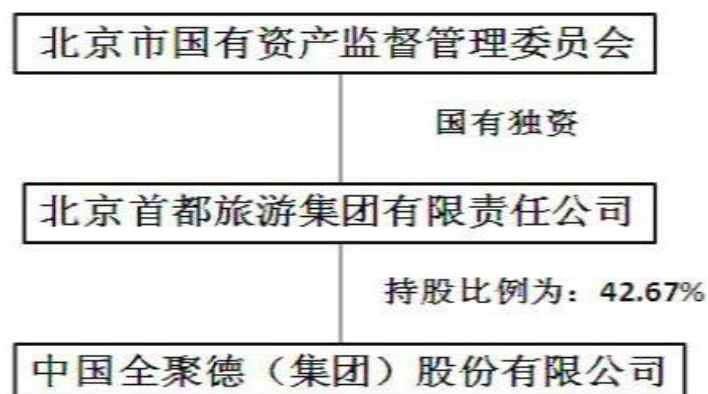 北京市国有资产监督管理委员会
国有独资
北京首都旅游集团有限责任公司
持股比例为：42.67%
中国全聚德（集团）股份有限公司